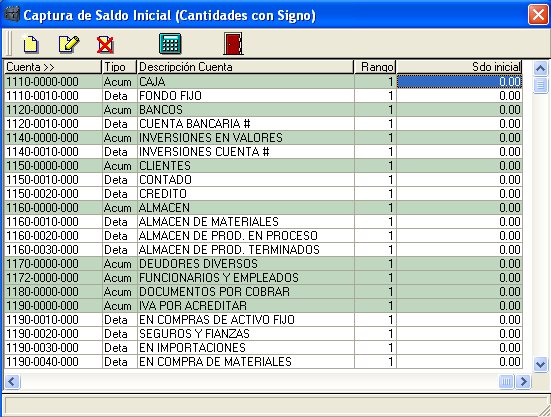 Captura de Saldo Inicial (Cantidades con Signo)
Cuenta >> Tipo Descripción Cuenta Rango Sdo inicial
1110-0000-000 Acum CAJA 1 0.00
1110-0010-000 Deta FONDO FIJO 1 0.00
1120-0000-000 Acum BANCOS 1 0.00
1120-0010-000 Deta CUENTA BANCARIA # 1 0.00
1140-0000-000 Acum INVERSIONES EN VALORES 1 0.00
1140-0010-000 Deta INVERSIONES CUENTA # 1 0.00
1150-0000-000 Acum CLIENTES 1 0.00
1150-0010-000 Deta CONTADO 1 0.00
1150-0020-000 Deta CREDITO 1 0.00
1160-0000-000 Acum ALMACEN 1 0.00
1160-0010-000 Deta ALMACEN DE MATERIALES 1 0.00
1160-0020-000 Deta ALMACEN DE PROD. EN PROCESO 1 0.00
1160-0030-000 Deta ALMACEN DE PROD. TERMINADOS 1 0.00
1170-0000-000 Acum DEUDORES DIVERSOS 1 0.00
1172-0000-000 Acum FUNCIONARIOS Y EMPLEADOS 1 0.00
1180-0000-000 Acum DOCUMENTOS POR COBRAR 1 0.00
1190-0000-000 Acum IVA POR ACREDITAR 1 0.00
1190-0010-000 Deta EN COMPRAS DE ACTIVO FIJO 1 0.00
1190-0020-000 Deta SEGUROS Y FIANZAS 1 0.00
1190-0030-000 Deta EN IMPORTACIONES 1 0.00
1190-0040-000 Deta EN COMPRA DE MATERIALES 1 0.00